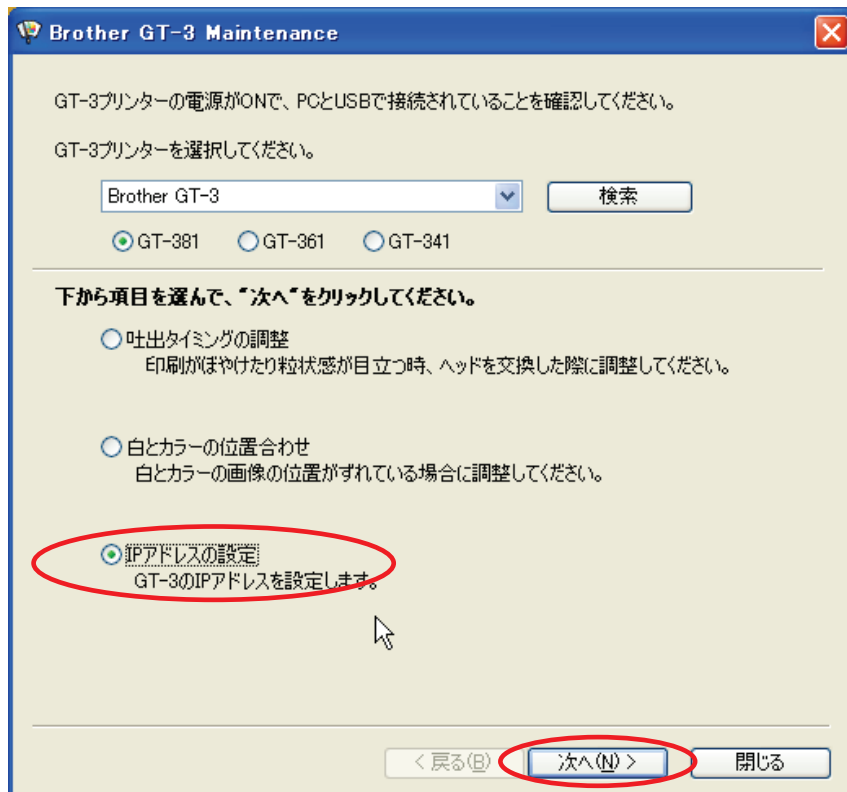 Brother GT-3 Maintenance
GT-3プリンターの電源がONで、PCとUSBで接続されていることを確認してください。
GT-3プリンターを選択してください。
Brother GT-3 検索
GT-381 GT-361 GT-341
下から項目を選んで、"次へ"をクリックしてください。
吐出タイミングの調整
印刷がぼやけたり粒状感が目立つ時、ヘッドを交換した際に調整してください。
白とカラーの位置合わせ
白とカラーの画像の位置がずれている場合に調整してください。
IPアドレスの設定
GT-3のIPアドレスを設定します。
< 戻る(B) 次へ(N) > 閉じる